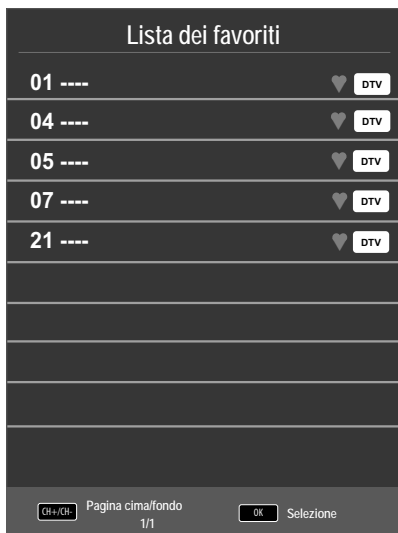 Lista dei favoriti
01 ---- DTV
04 ---- DTV
05 ---- DTV
07 ---- DTV
21 ---- DTV
CH+/CH- Pagina cima/fondo OK Selezione
1/1